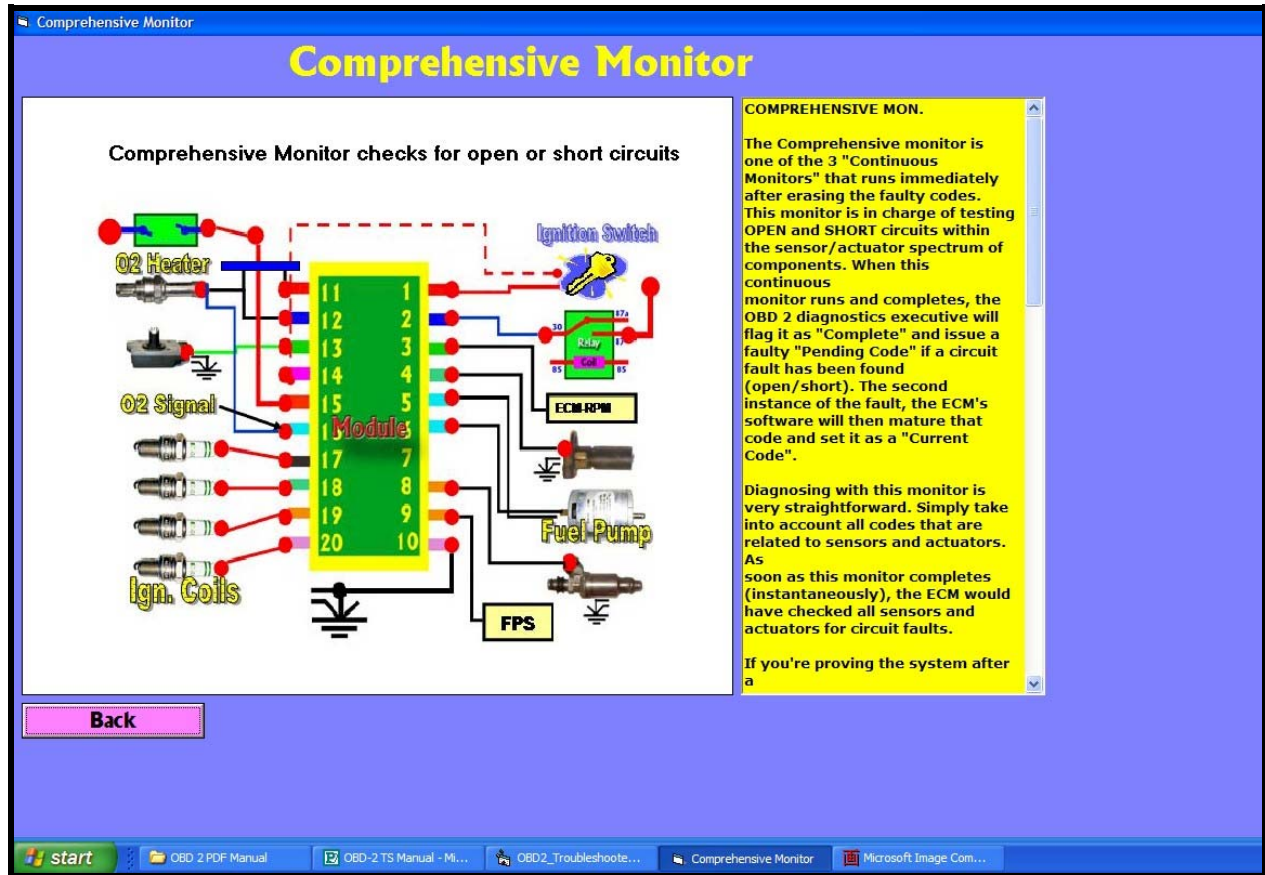 Comprehensive Monitor
Comprehensive Monitor
Comprehensive Monitor checks for open or short circuits
O2 Heater
O2 Signal
Ign. Coils
11 1
12 2
13 3
14 4
15 5
1 Module
17 7
18 8
19 9
20 10
Ignition Switch
30
87a
Relay
Coil
85 85
ECM-RPM
Fuel Pump
FPS
COMPREHENSIVE MON.
The Comprehensive monitor is
one of the 3 "Continuous
Monitors" that runs immediately
after erasing the faulty codes.
This monitor is in charge of testing
OPEN and SHORT circuits within
the sensor/actuator spectrum of
components. When this
continuous
monitor runs and completes, the
OBD 2 diagnostics executive will
flag it as "Complete" and issue a
faulty "Pending Code" if a circuit
fault has been found
(open/short). The second
instance of the fault, the ECM's
software will then mature that
code and set it as a "Current
Code".
Diagnosing with this monitor is
very straightforward. Simply take
into account all codes that are
related to sensors and actuators.
As
soon as this monitor completes
(instantaneously), the ECM would
have checked all sensors and
actuators for circuit faults.
If you're proving the system after
a
Back
start
OBD 2 PDF Manual
OBD-2 TS Manual - Mi...
OBD2_Troubleshoote...
Comprehensive Monitor
Microsoft Image Com...